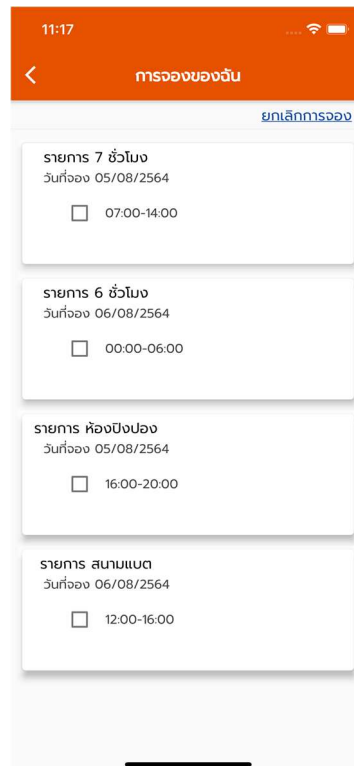 11:17
การจองของฉัน
ยกเลิกการจอง
รายการ 7 ชั่วโมง
วันที่จอง 05/08/2564
07:00-14:00
รายการ 6 ชั่วโมง
วันที่จอง 06/08/2564
00:00-06:00
รายการ ห้องปิงปอง
วันที่จอง 05/08/2564
16:00-20:00
รายการ สนามแบต
วันที่จอง 06/08/2564
12:00-16:00